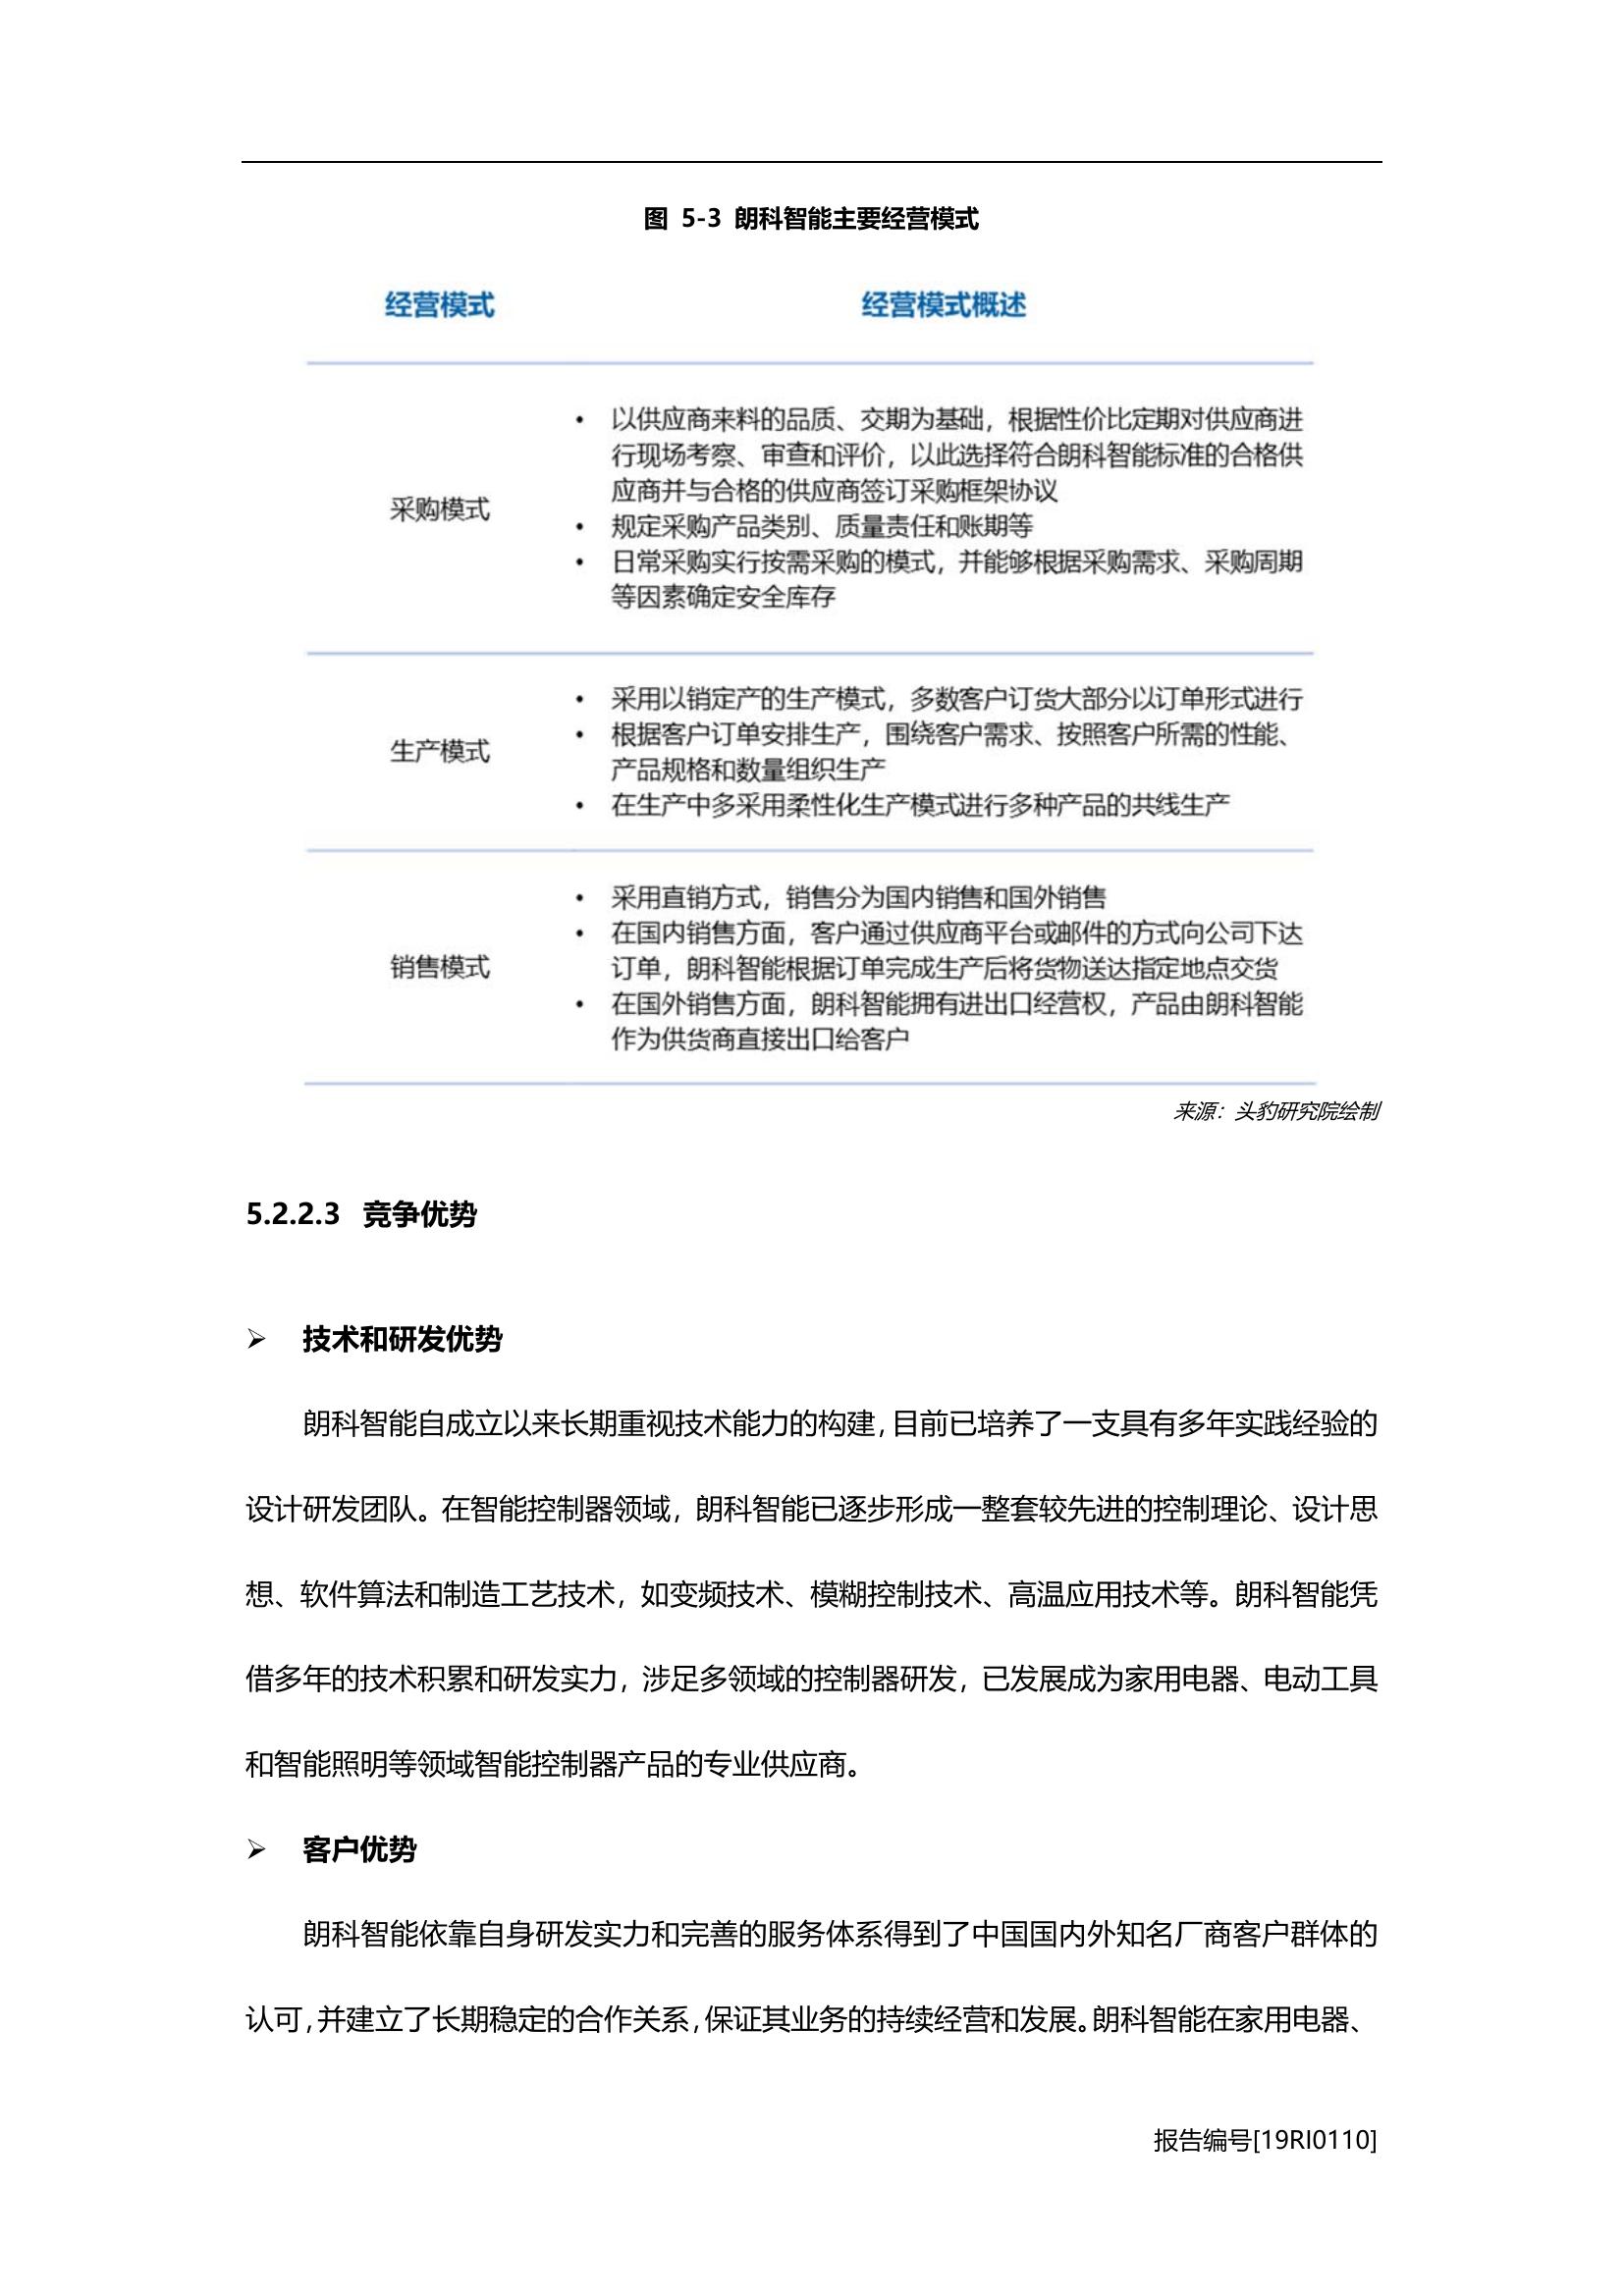 图 5-3 朗科智能主要经营模式
经营模式
经营模式概述
采购模式
• 以供应商来料的品质、交期为基础，根据性价比定期对供应商进
行现场考察、审查和评价，以此选择符合朗科智能标准的合格供
应商并与合格的供应商签订采购框架协议
• 规定采购产品类别、质量责任和账期等
• 日常采购实行按需采购的模式，并能够根据采购需求、采购周期
等因素确定安全库存
生产模式
• 采用以销定产的生产模式，多数客户订货大部分以订单形式进行
• 根据客户订单安排生产，围绕客户需求、按照客户所需的性能、
产品规格和数量组织生产
• 在生产中多采用柔性化生产模式进行多种产品的共线生产
销售模式
• 采用直销方式，销售分为国内销售和国外销售
• 在国内销售方面，客户通过供应商平台或邮件的方式向公司下达
订单，朗科智能根据订单完成生产后将货物送达指定地点交货
• 在国外销售方面，朗科智能拥有进出口经营权，产品由朗科智能
作为供货商直接出口给客户
来源：头豹研究院绘制
5.2.2.3 竞争优势
➢ 技术和研发优势
朗科智能自成立以来长期重视技术能力的构建，目前已培养了一支具有多年实践经验的
设计研发团队。在智能控制器领域，朗科智能已逐步形成一整套较先进的控制理论、设计思
想、软件算法和制造工艺技术，如变频技术、模糊控制技术、高温应用技术等。朗科智能凭
借多年的技术积累和研发实力，涉足多领域的控制器研发，已发展成为家用电器、电动工具
和智能照明等领域智能控制器产品的专业供应商。
➢ 客户优势
朗科智能依靠自身研发实力和完善的服务体系得到了中国国内外知名厂商客户群体的
认可，并建立了长期稳定的合作关系，保证其业务的持续经营和发展。朗科智能在家用电器、
报告编号[19RI0110]